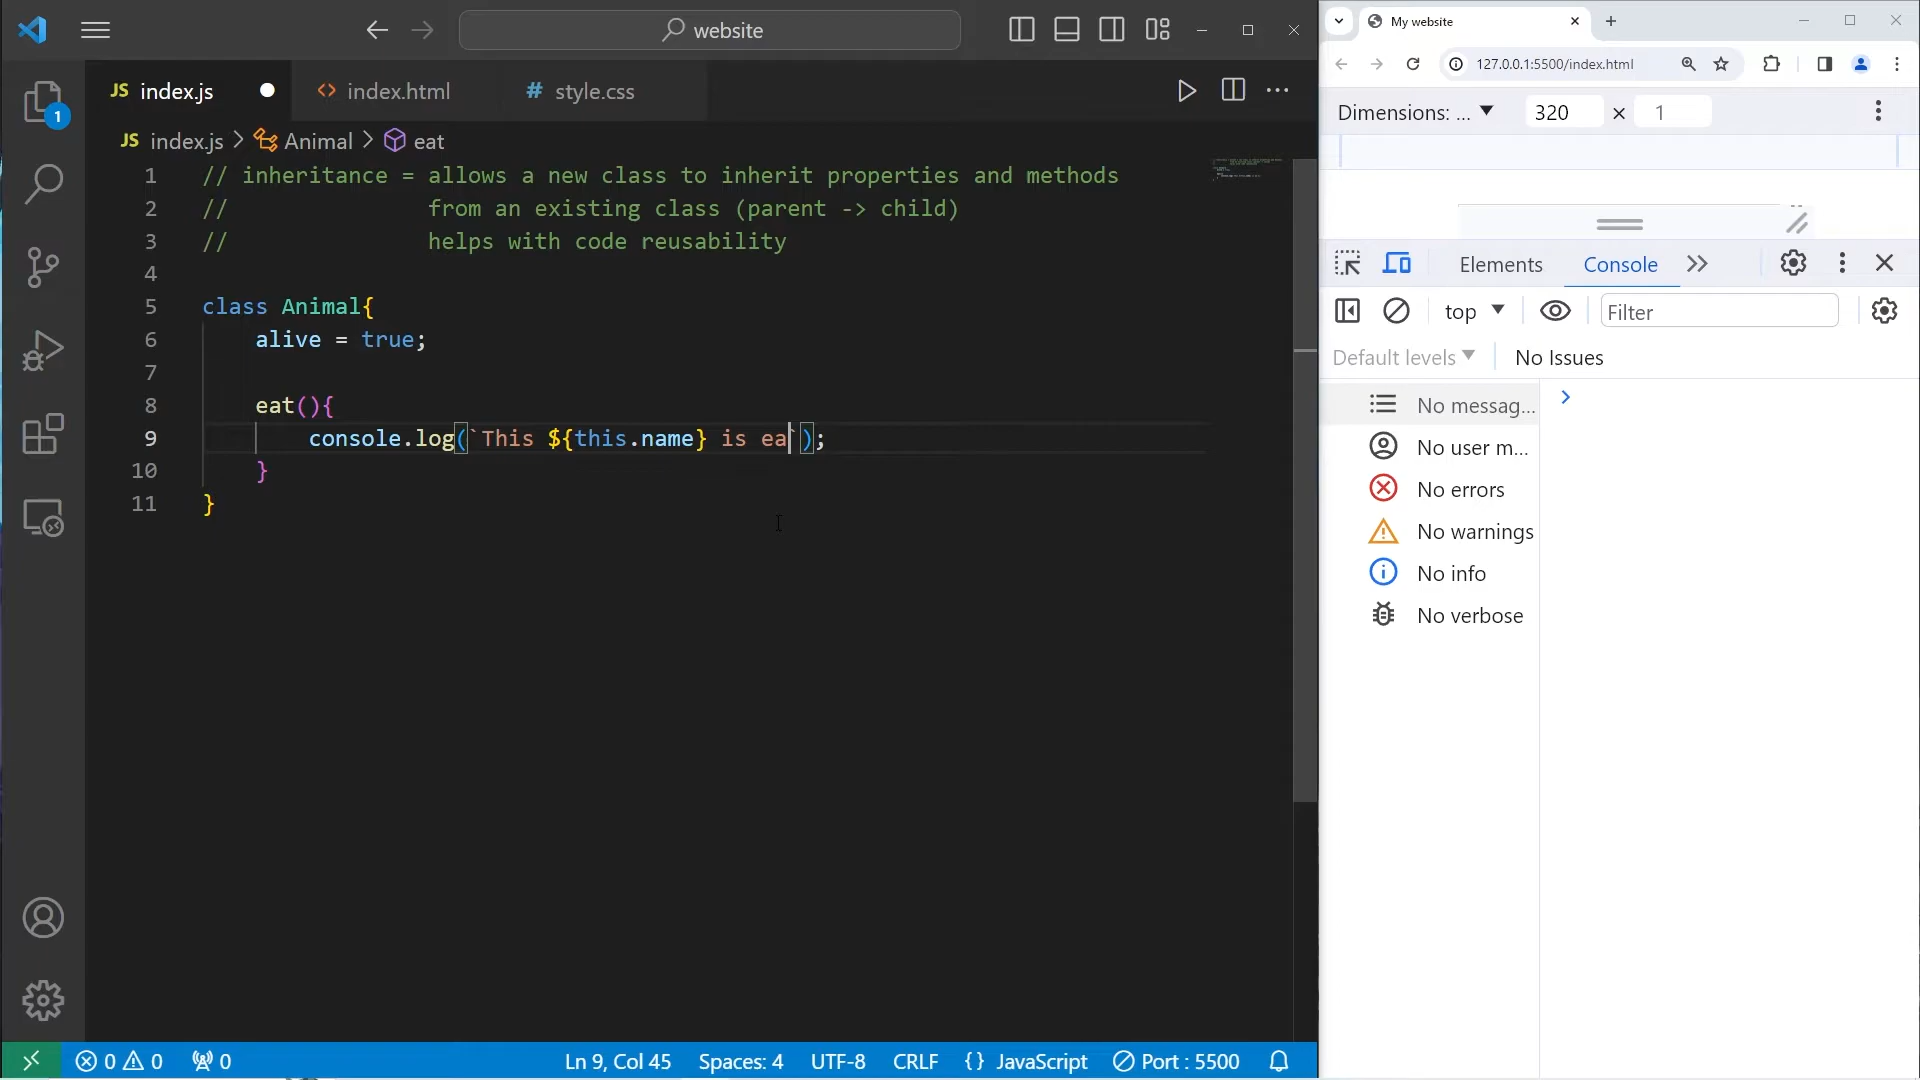 website
JS index.js
<> index.html
# style.css
JS index.js > Animal > eat
1 // inheritance = allows a new class to inherit properties and methods
2 //               from an existing class (parent -> child)
3 //               helps with code reusability
4
5 class Animal{
6     alive = true;
7
8     eat(){
9         console.log(`This ${this.name} is ea`);
10     }
11 }
1
0 0
0
Ln 9, Col 45
Spaces: 4
UTF-8
CRLF
{ } JavaScript
Port : 5500
My website
127.0.0.1:5500/index.html
Dimensions: ...
320 × 1
Elements
Console
top
Filter
Default levels
No Issues
No messag...
No user m...
No errors
No warnings
No info
No verbose